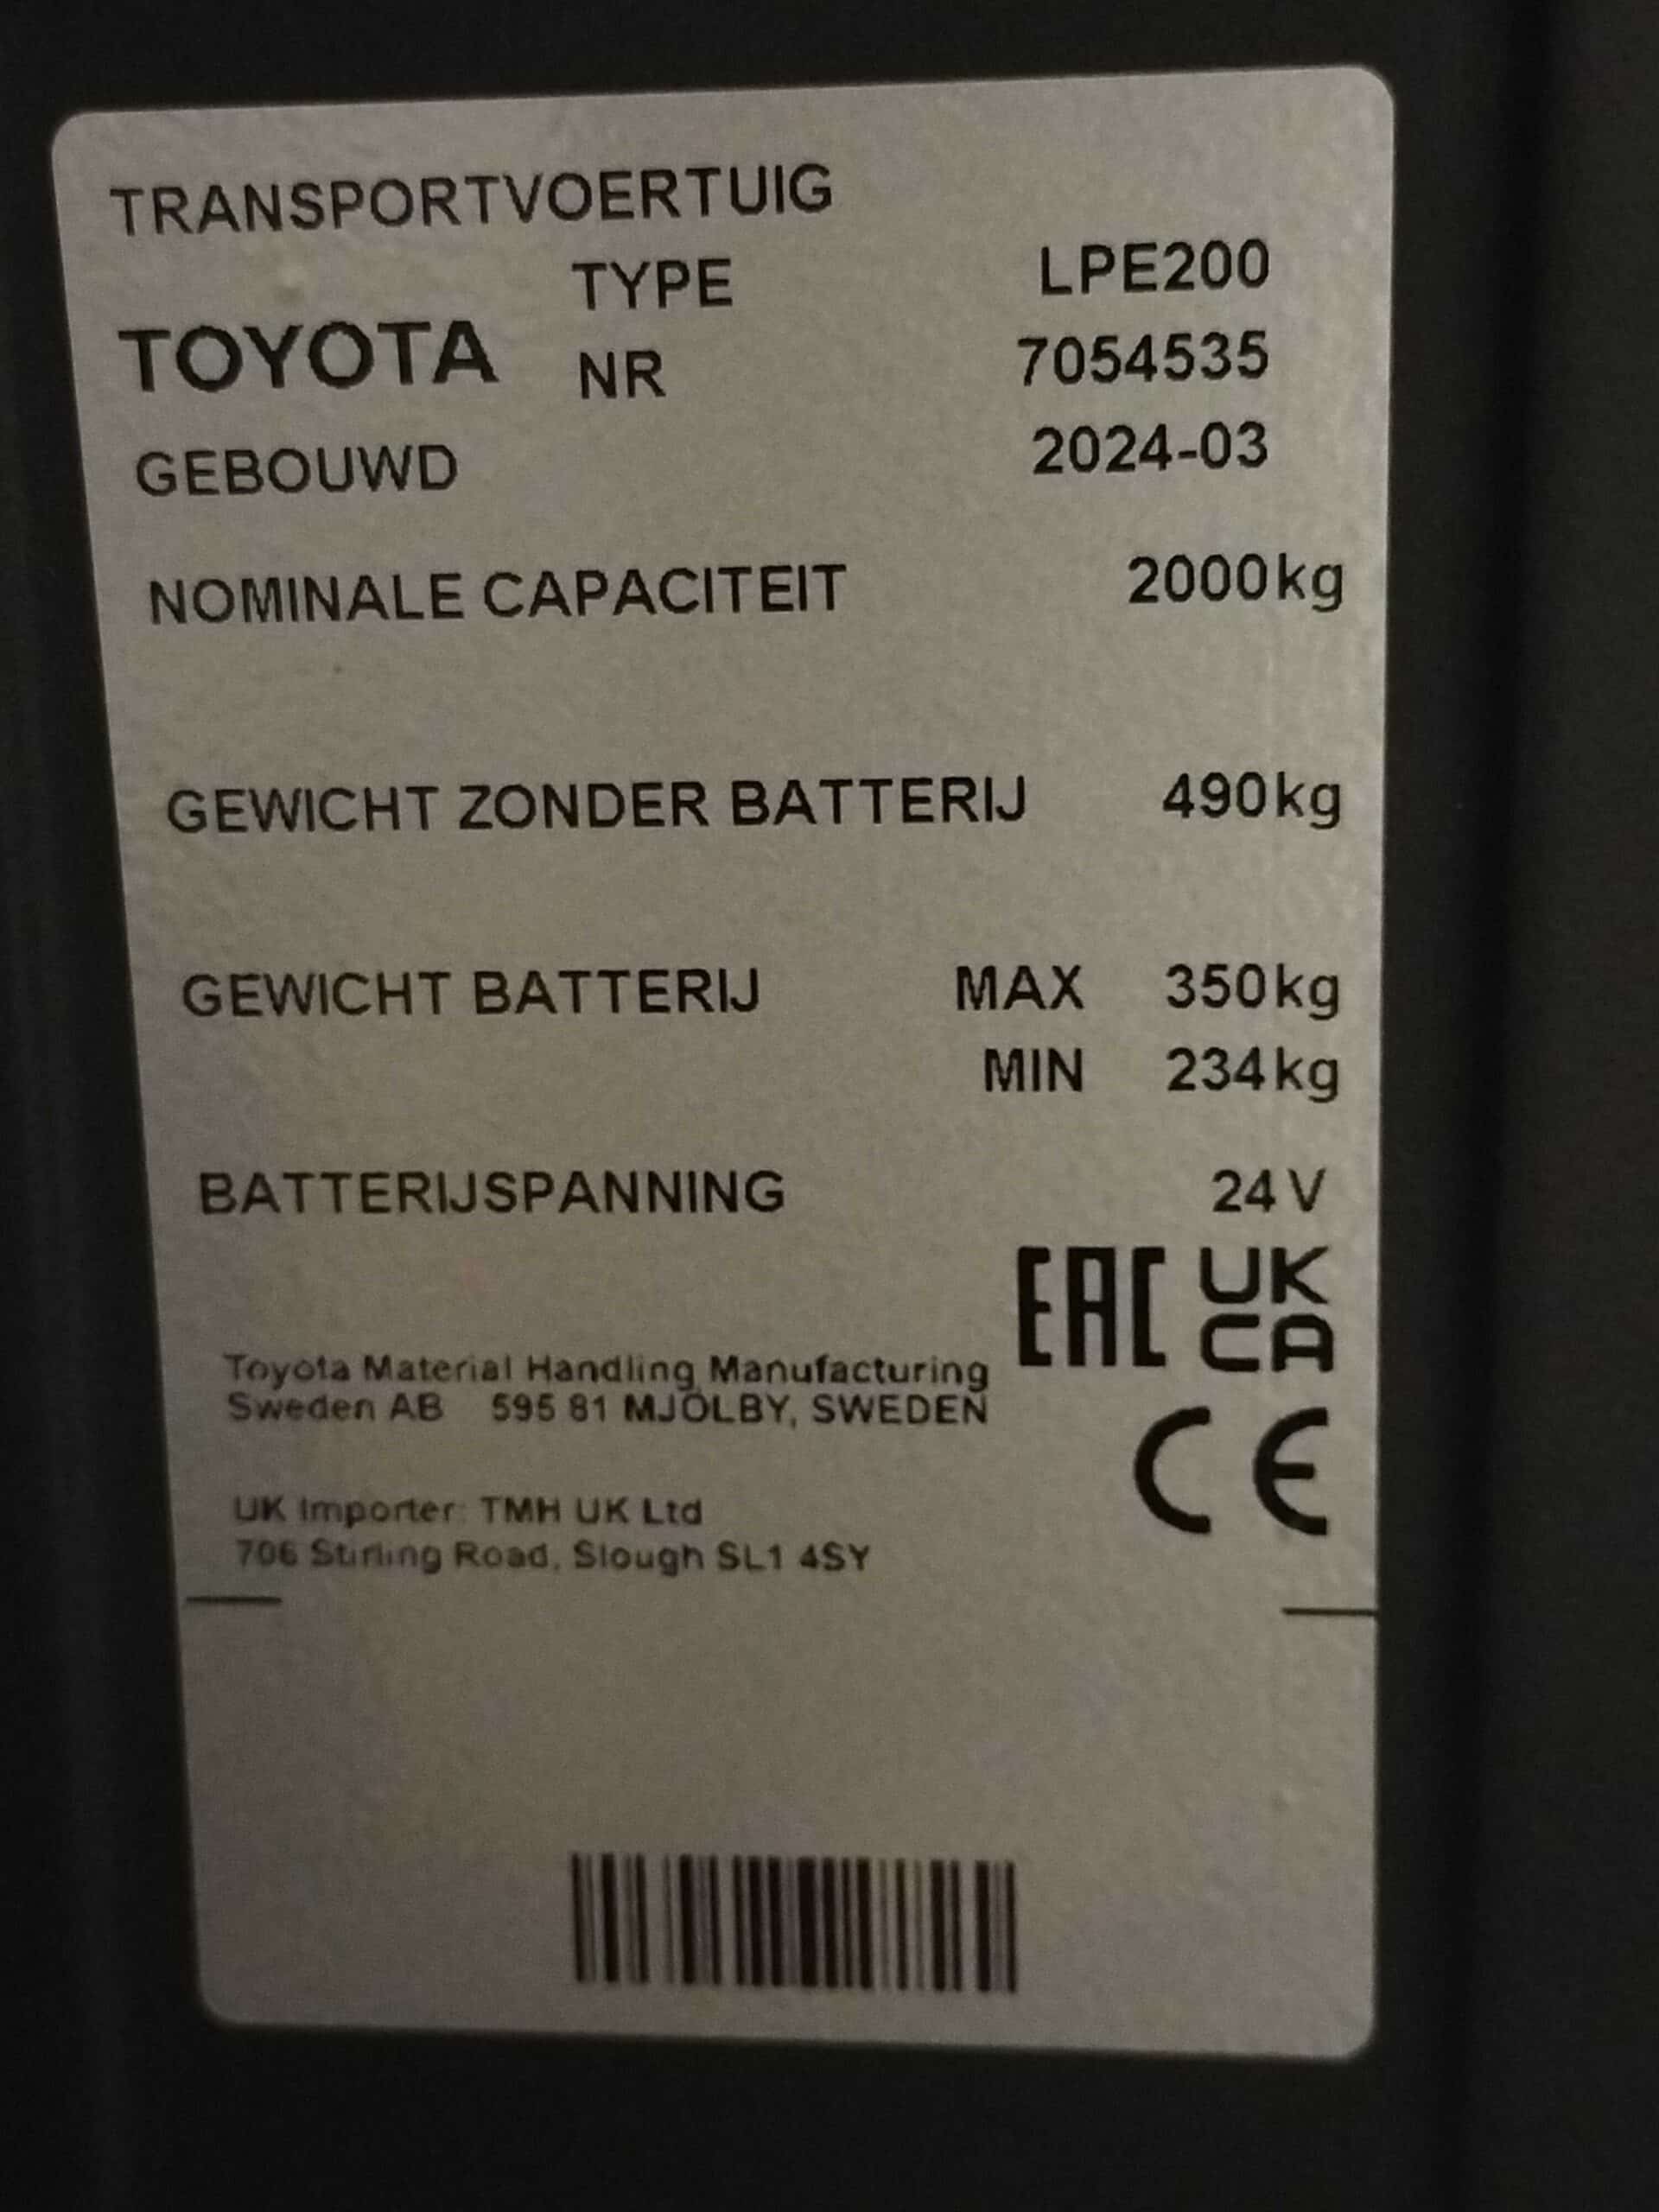 TRANSPORTVOERTUIG
TYPE LPE200
TOYOTA NR 7054535
GEBOUWD 2024-03
NOMINALE CAPACITEIT 2000kg
GEWICHT ZONDER BATTERIJ 490kg
GEWICHT BATTERIJ MAX 350kg
MIN 234kg
BATTERIJSPANNING 24 V
EAC UK
CA
Toyota Material Handling Manufacturing
Sweden AB 595 81 MJÖLBY, SWEDEN
CE
UK Importer: TMH UK Ltd
706 Stirling Road, Slough SL1 4SY